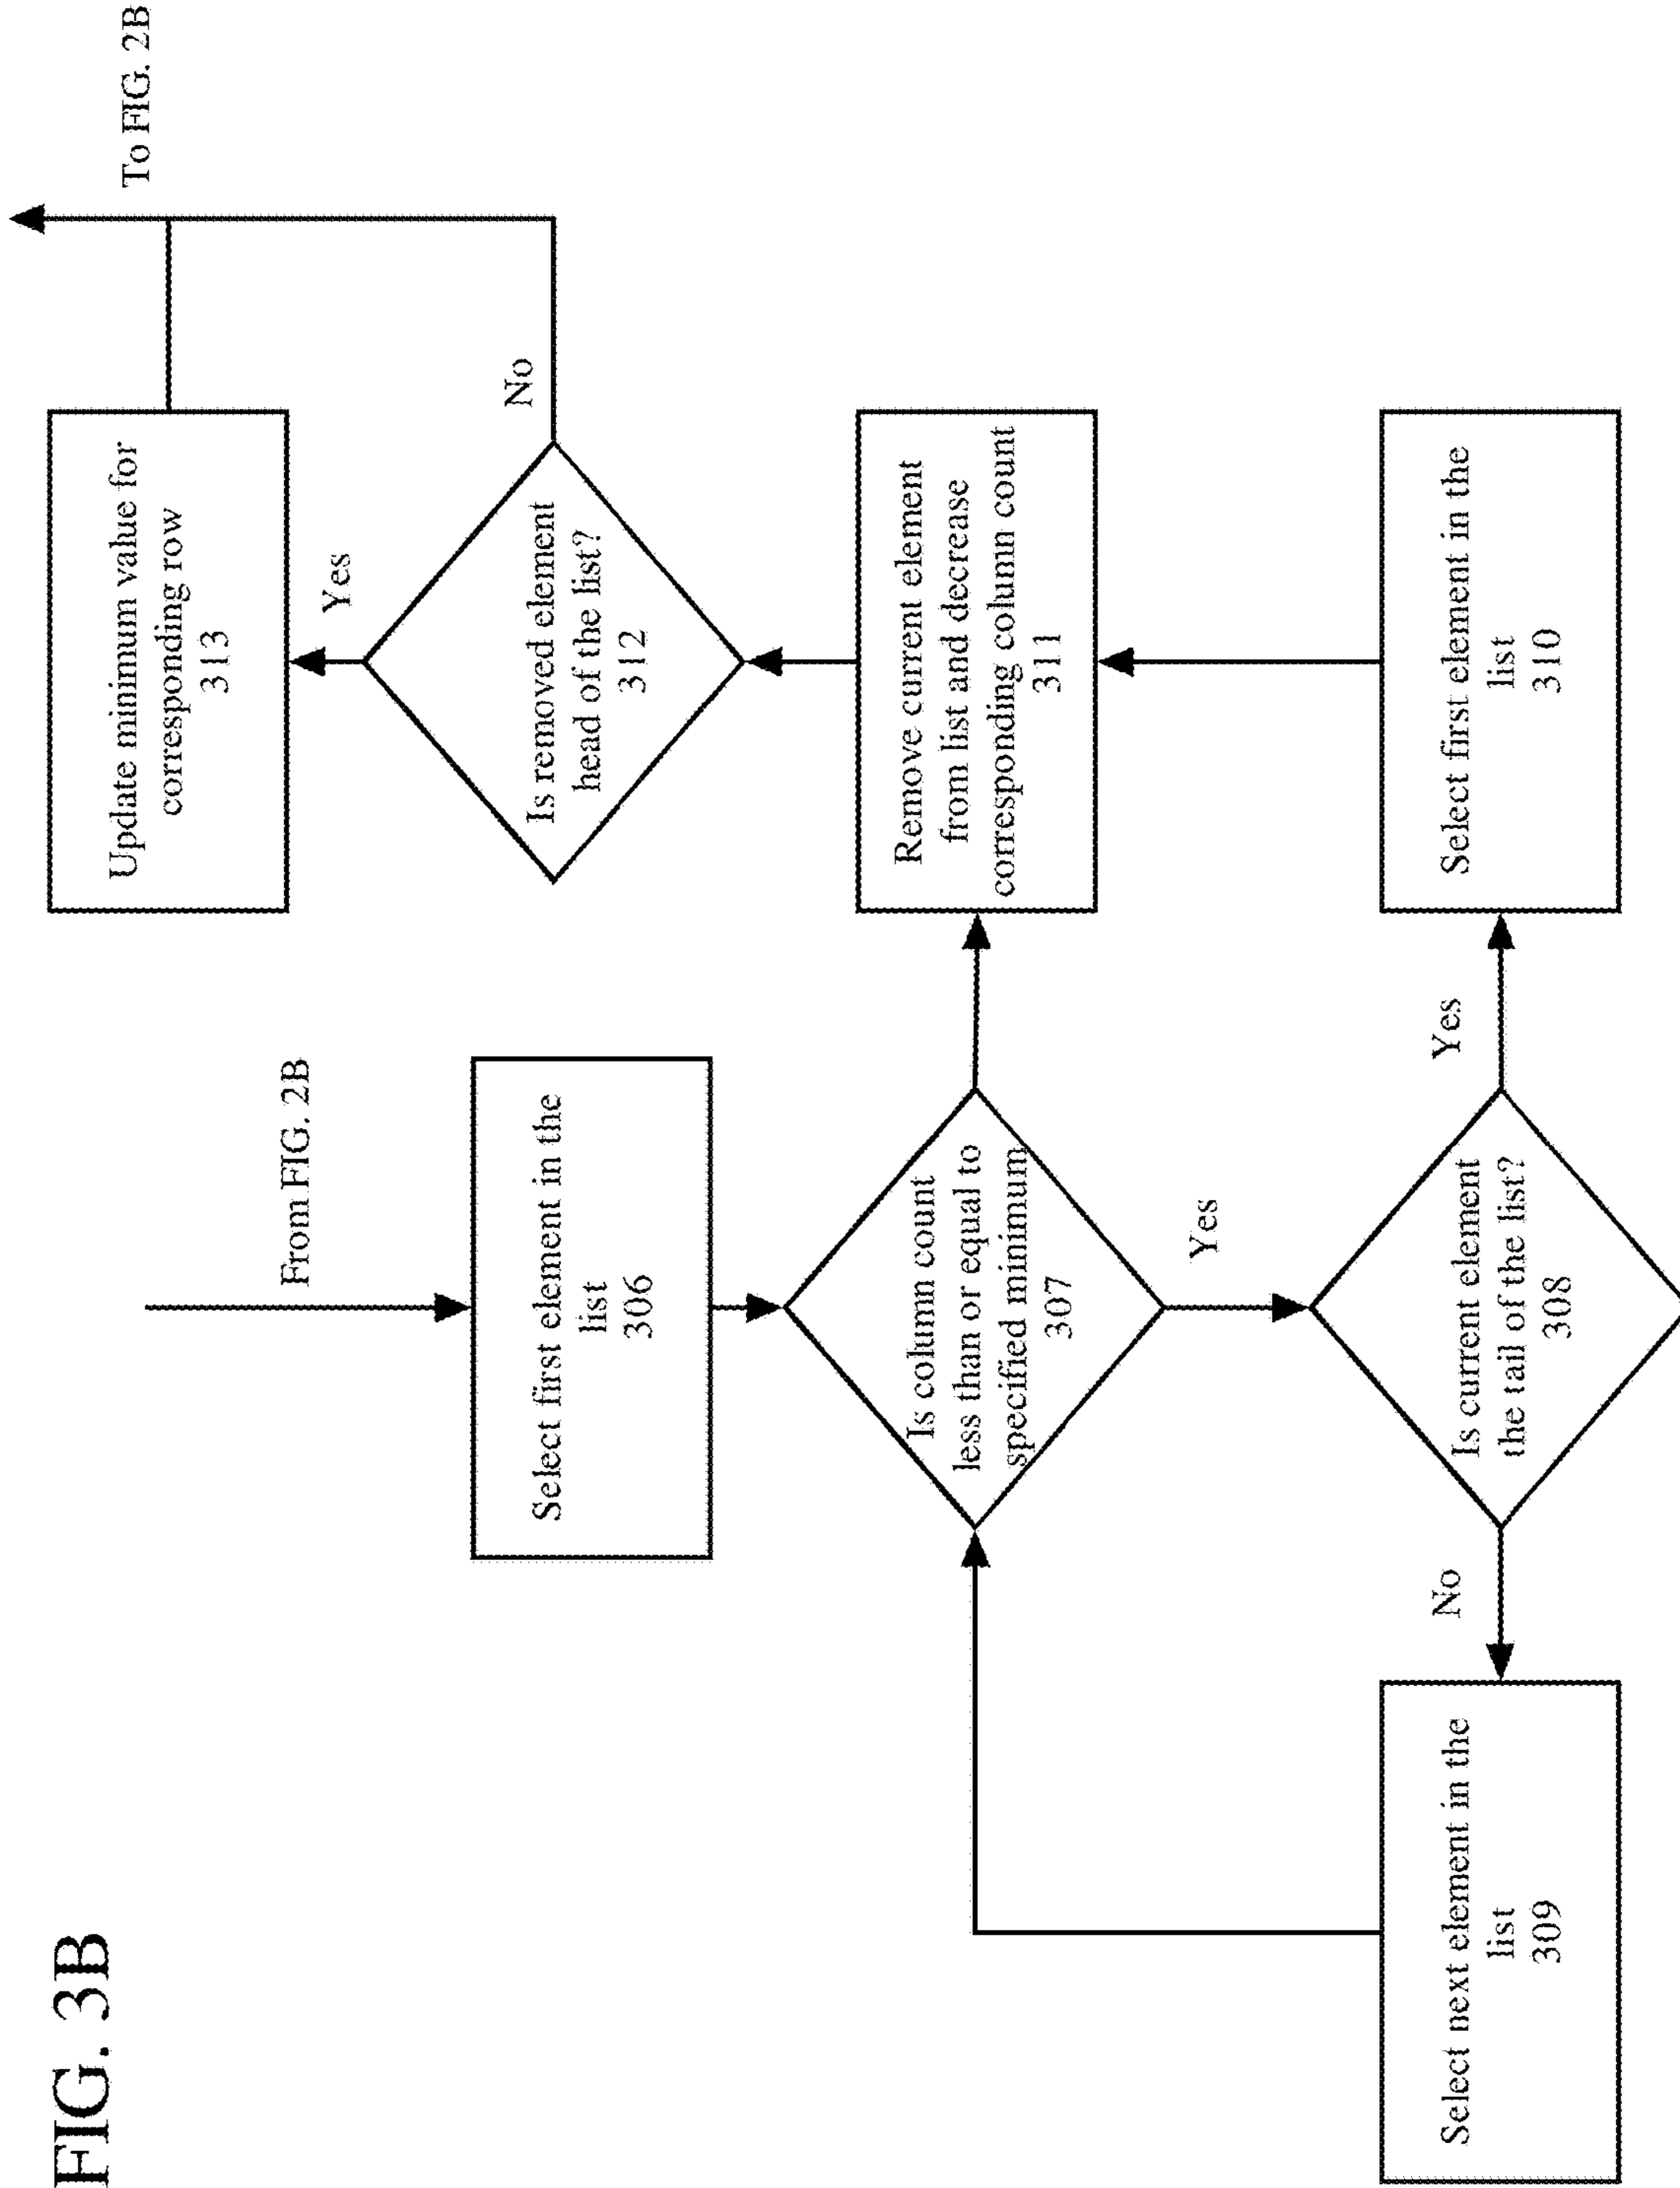 FIG. 3B
From FIG. 2B
To FIG. 2B
Select first element in the
list
306
Is column count
less than or equal to
specified minimum
307
Yes
Is current element
the tail of the list?
308
No
Yes
Select next element in the
list
309
Select first element in the
list
310
Remove current element
from list and decrease
corresponding column count
311
Is removed element
head of the list?
312
Yes
No
Update minimum value for
corresponding row
313